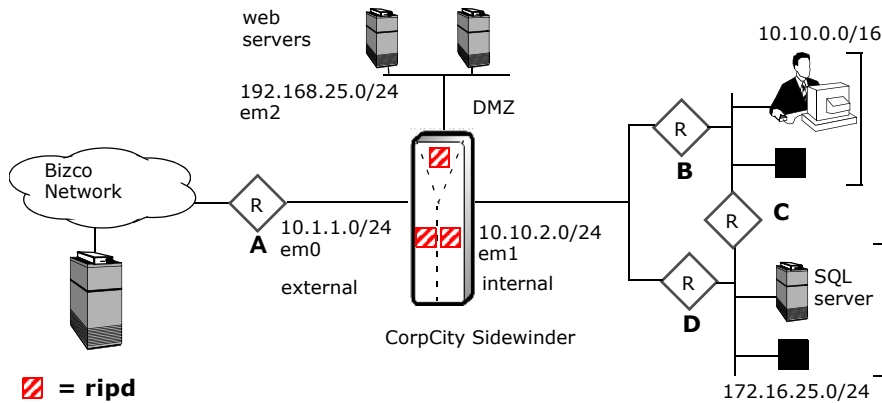 web
servers
10.10.0.0/16
192.168.25.0/24
em2
DMZ
Bizco
Network
R
A
10.1.1.0/24
em0
external
10.10.2.0/24
em1
internal
R
B
R
C
R
D
SQL
server
CorpCity Sidewinder
= ripd
172.16.25.0/24